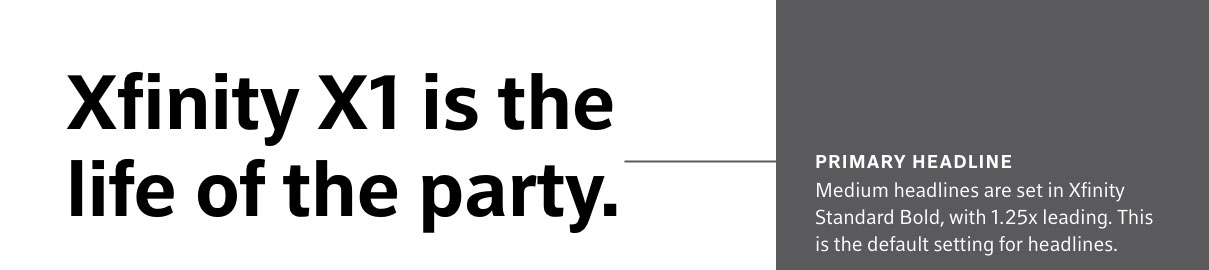 Xfinity X1 is the
life of the party.
PRIMARY HEADLINE
Medium headlines are set in Xfinity
Standard Bold, with 1.25x leading. This
is the default setting for headlines.